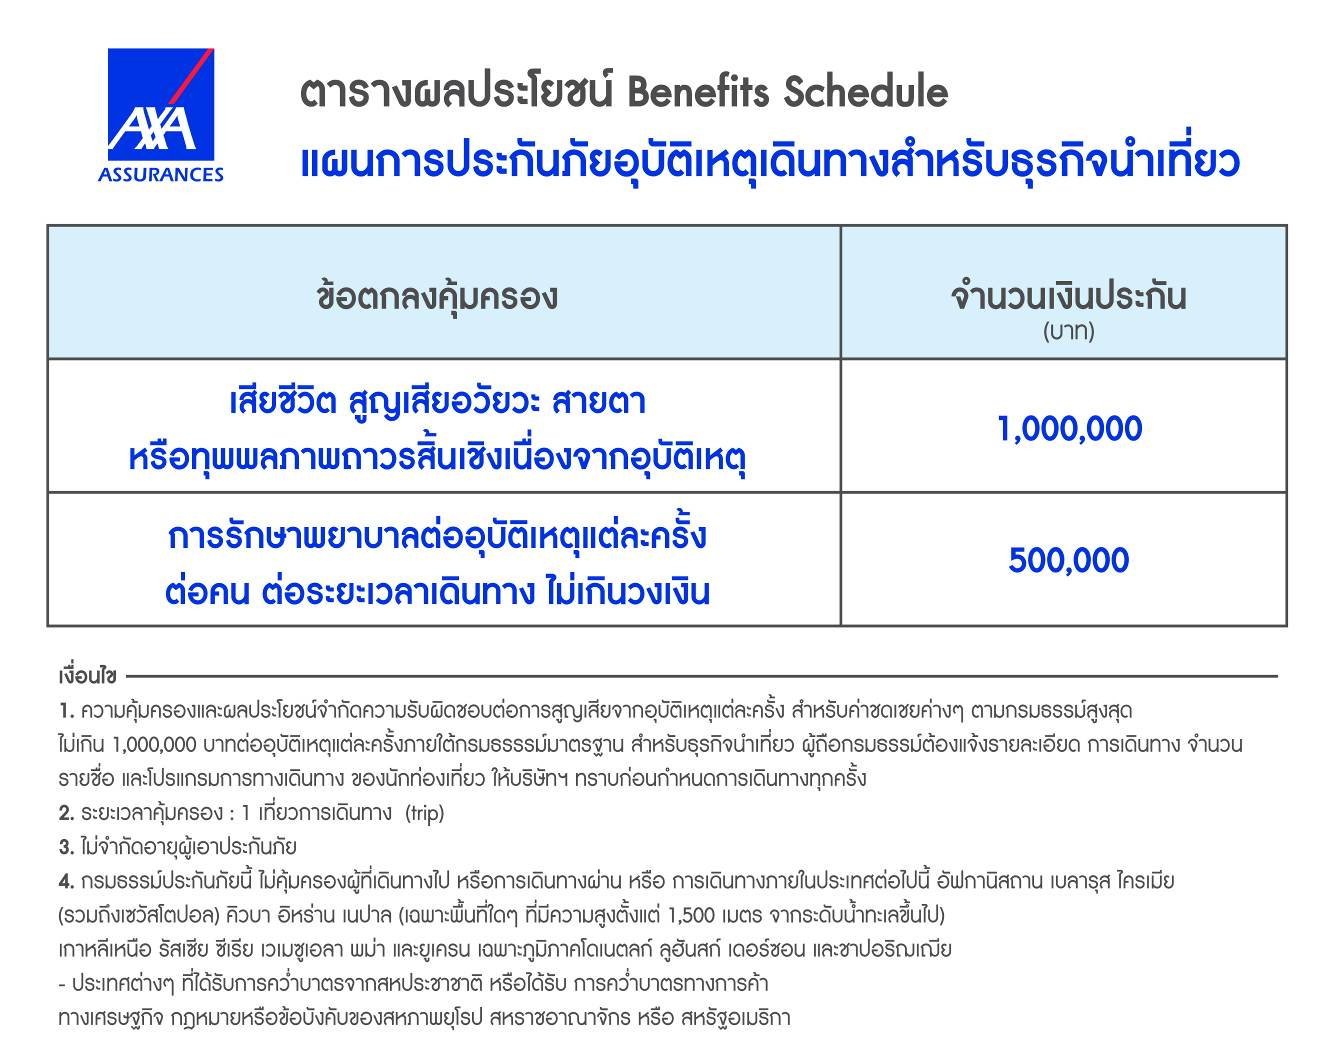 AXA
ASSURANCES
ตารางผลประโยชน์ Benefits Schedule
แผนการประกันภัยอุบัติเหตุเดินทางสำหรับธุรกิจนำเที่ยว
ข้อตกลงคุ้มครอง
จำนวนเงินประกัน
(บาท)
เสียชีวิต สูญเสียอวัยวะ สายตา
หรือทุพพลภาพถาวรสิ้นเชิงเนื่องจากอุบัติเหตุ
1,000,000
การรักษาพยาบาลต่ออุบัติเหตุแต่ละครั้ง
ต่อคน ต่อระยะเวลาเดินทาง ไม่เกินวงเงิน
500,000
เงื่อนไข
1. ความคุ้มครองและผลประโยชน์จำกัดความรับผิดชอบต่อการสูญเสียจากอุบัติเหตุแต่ละครั้ง สำหรับค่าชดเชยค่างๆ ตามกรมธรรม์สูงสุด
ไม่เกิน 1,000,000 บาทต่ออุบัติเหตุแต่ละครั้งภายใต้กรมธรรรม์มาตรฐาน สำหรับธุรกิจนำเที่ยว ผู้ถือกรมธรรม์ต้องแจ้งรายละเอียด การเดินทาง จำนวน
รายชื่อ และโปรแกรมการทางเดินทาง ของนักท่องเที่ยว ให้บริษัทฯ ทราบก่อนกำหนดการเดินทางทุกครั้ง
2. ระยะเวลาคุ้มครอง : 1 เที่ยวการเดินทาง (trip)
3. ไม่จำกัดอายุผู้เอาประกันภัย
4. กรมธรรม์ประกันภัยนี้ ไม่คุ้มครองผู้ที่เดินทางไป หรือการเดินทางผ่าน หรือ การเดินทางภายในประเทศต่อไปนี้ อัฟกานิสถาน เบลารุส ไครเมีย
(รวมถึงเซวัสโตปอล) คิวบา อิหร่าน เนปาล (เฉพาะพื้นที่ใดๆ ที่มีความสูงตั้งแต่ 1,500 เมตร จากระดับน้ำทะเลขึ้นไป)
เกาหลีเหนือ รัสเซีย ซีเรีย เวเนซูเอลา พม่า และยูเครน เฉพาะภูมิภาคโดเนตสก์ ลูฮันสก์ เคอร์ซอน และซาปอริฌเฌีย
- ประเทศต่างๆ ที่ได้รับการคว่ำบาตรจากสหประชาชาติ หรือได้รับ การคว่ำบาตรทางการค้า
ทางเศรษฐกิจ กฎหมายหรือข้อบังคับของสหภาพยุโรป สหราชอาณาจักร หรือ สหรัฐอเมริกา